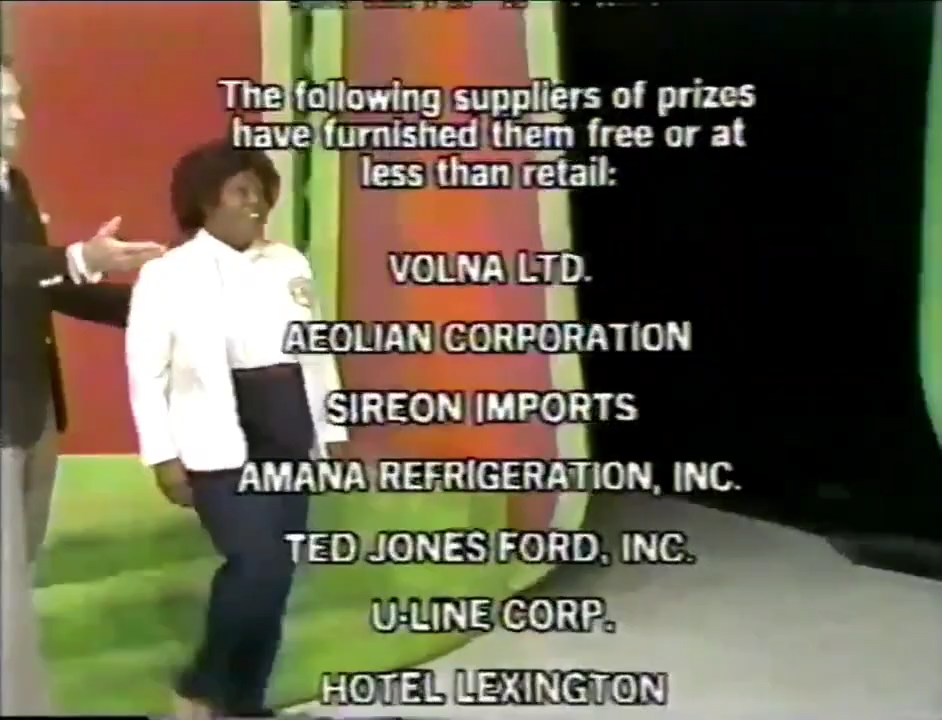 The following suppliers of prizes
have furnished them free or at
less than retail:
VOLNA LTD.
AEOLIAN CORPORATION
SIREON IMPORTS
AMANA REFRIGERATION, INC.
TED JONES FORD, INC.
U-LINE CORP.
HOTEL LEXINGTON